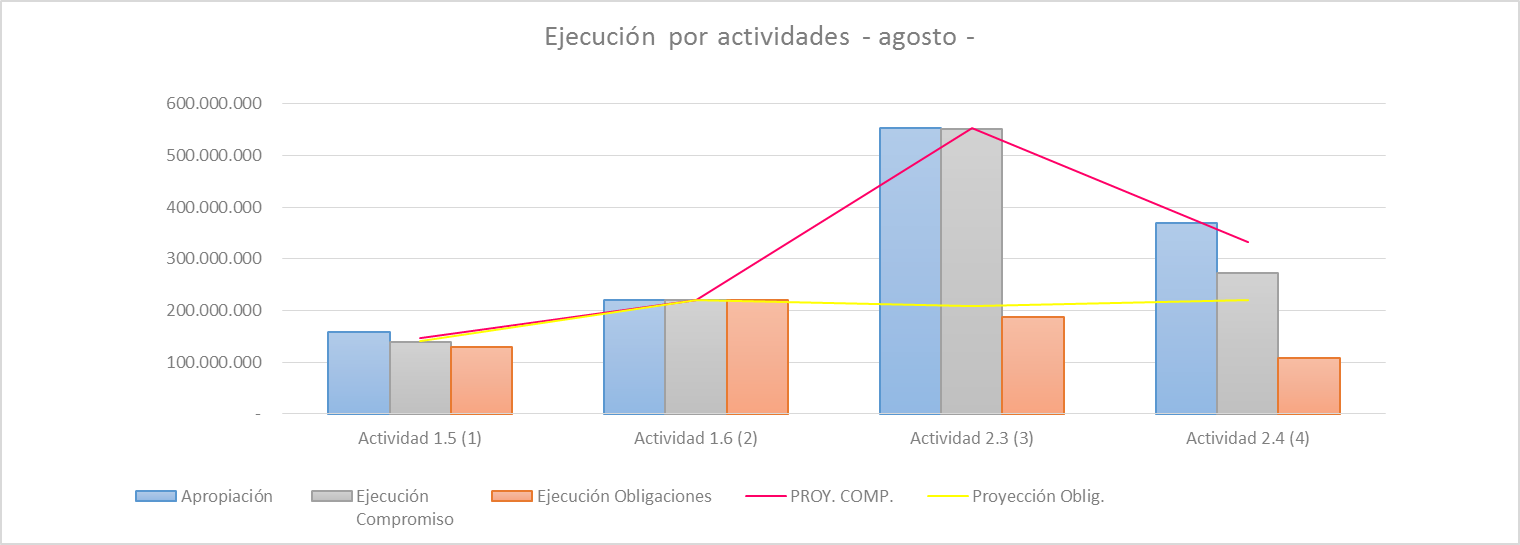 Ejecución por actividades - agosto -
600.000.000
500.000.000
400.000.000
300.000.000
200.000.000
100.000.000
-
Actividad 1.5 (1)
Actividad 1.6 (2)
Actividad 2.3 (3)
Actividad 2.4 (4)
Apropiación
Ejecución
Compromiso
Ejecución Obligaciones
PROY. COMP.
Proyección Oblig.